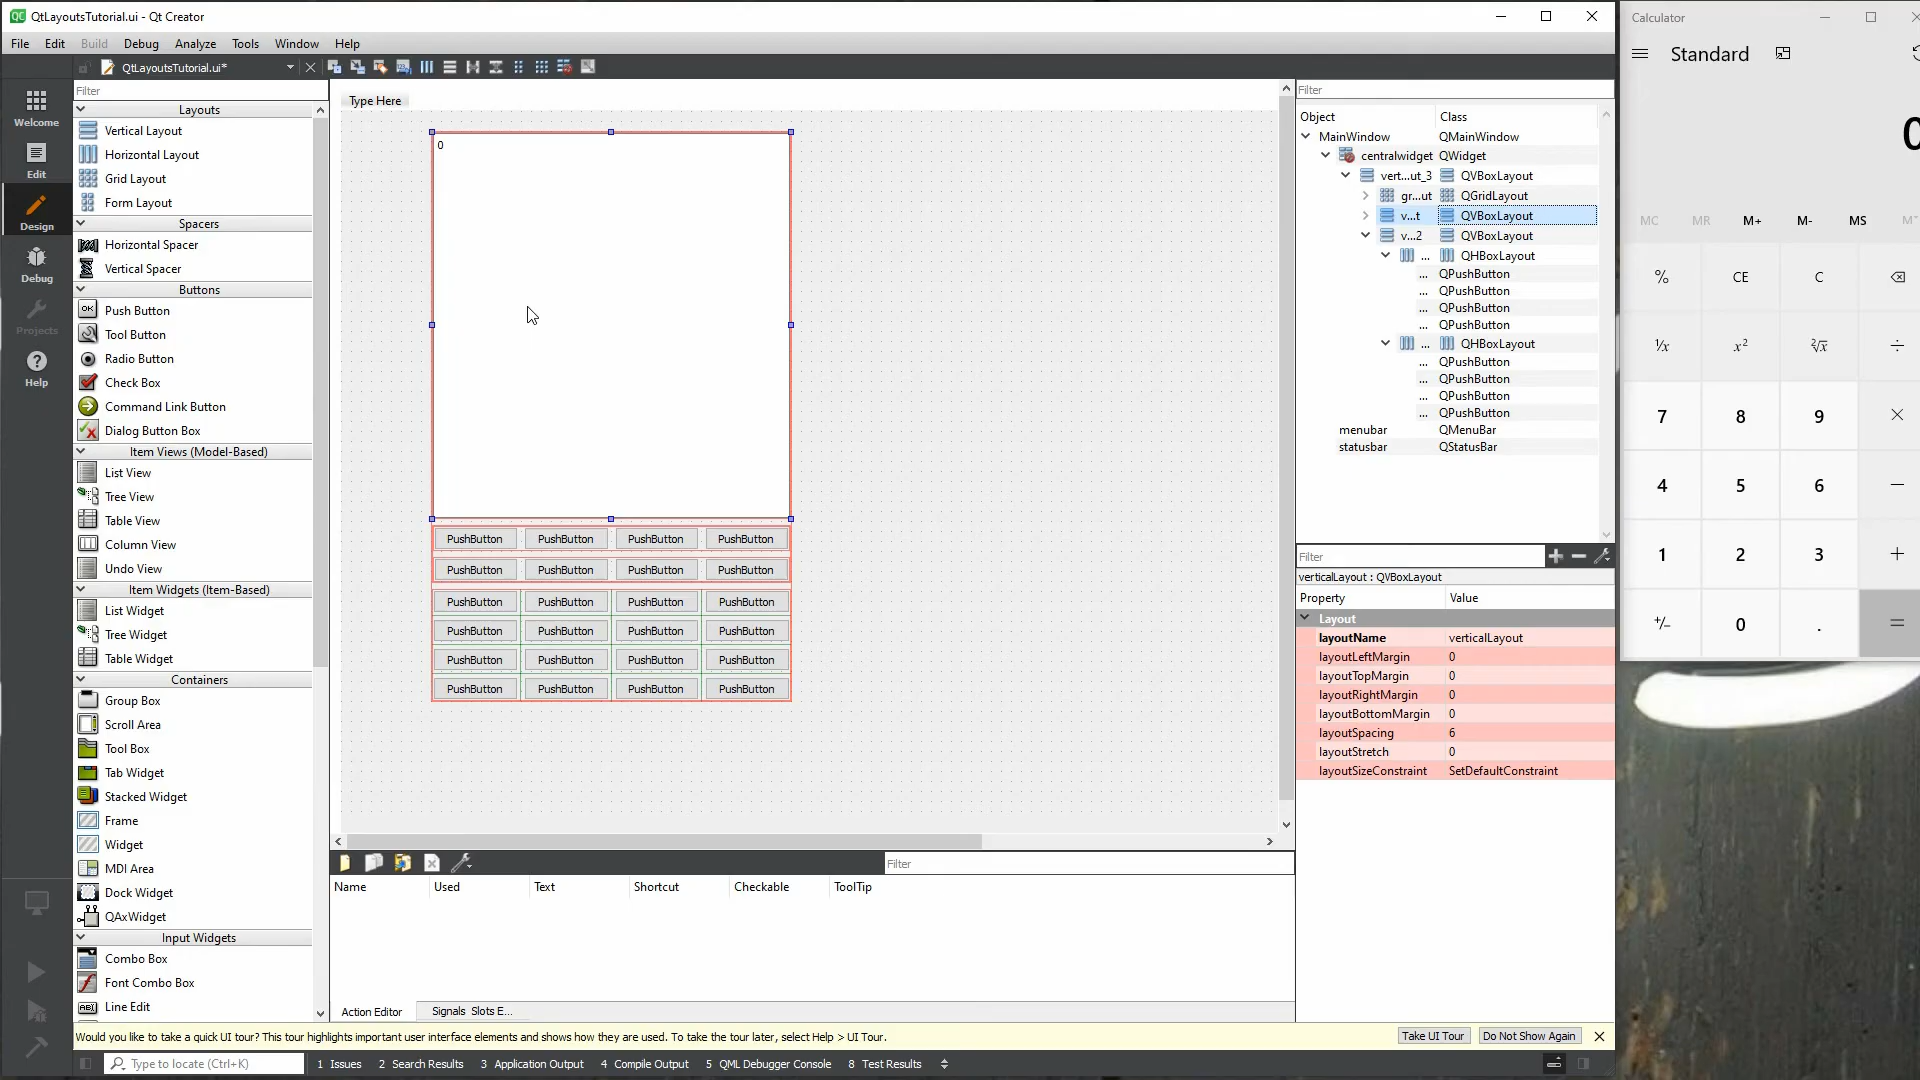 QtLayoutsTutorial.ui - Qt Creator
File Edit Build Debug Analyze Tools Window Help
QtLayoutsTutorial.ui*
Welcome
Edit
Design
Debug
Projects
Help
Filter
Layouts
Vertical Layout
Horizontal Layout
Grid Layout
Form Layout
Spacers
Horizontal Spacer
Vertical Spacer
Buttons
Push Button
Tool Button
Radio Button
Check Box
Command Link Button
Dialog Button Box
Item Views (Model-Based)
List View
Tree View
Table View
Column View
Undo View
Item Widgets (Item-Based)
List Widget
Tree Widget
Table Widget
Containers
Group Box
Scroll Area
Tool Box
Tab Widget
Stacked Widget
Frame
Widget
MDI Area
Dock Widget
QAxWidget
Input Widgets
Combo Box
Font Combo Box
Line Edit
Type Here
0
PushButton PushButton PushButton PushButton
PushButton PushButton PushButton PushButton
PushButton PushButton PushButton PushButton
PushButton PushButton PushButton PushButton
PushButton PushButton PushButton PushButton
PushButton PushButton PushButton PushButton
Filter
Name Used Text Shortcut Checkable ToolTip
Action Editor Signals Slots E...
Filter
Object Class
MainWindow QMainWindow
centralwidget QWidget
vert...ut_3 QVBoxLayout
gr...ut QGridLayout
v...t QVBoxLayout
v...2 QVBoxLayout
... QHBoxLayout
... QPushButton
... QPushButton
... QPushButton
... QPushButton
... QHBoxLayout
... QPushButton
... QPushButton
... QPushButton
... QPushButton
menubar QMenuBar
statusbar QStatusBar
Filter
verticalLayout : QVBoxLayout
Property Value
Layout
layoutName verticalLayout
layoutLeftMargin 0
layoutTopMargin 0
layoutRightMargin 0
layoutBottomMargin 0
layoutSpacing 6
layoutStretch 0
layoutSizeConstraint SetDefaultConstraint
Would you like to take a quick UI tour? This tour highlights important user interface elements and shows how they are used. To take the tour later, select Help > UI Tour.
Take UI Tour Do Not Show Again
Type to locate (Ctrl+K) 1 Issues 2 Search Results 3 Application Output 4 Compile Output 5 QML Debugger Console 8 Test Results
Calculator
Standard
0
MC MR M+ M- MS
% CE C
⅟x x² ²√x ÷
7 8 9 ×
4 5 6 −
1 2 3 +
+/- 0 . =